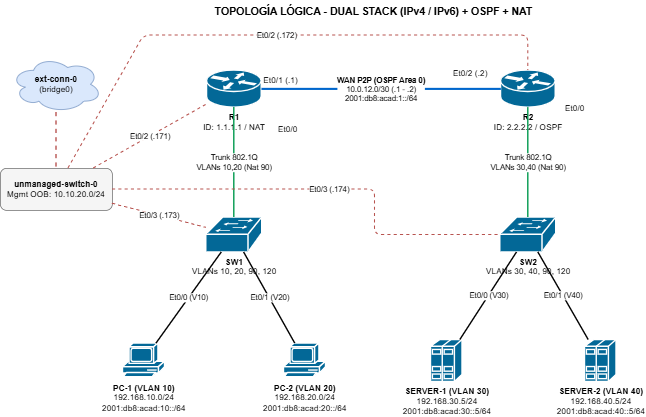 TOPOLOGÍA LÓGICA - DUAL STACK (IPv4 / IPv6) + OSPF + NAT
Et0/2 (.172)
ext-conn-0
(bridge0)
Et0/1 (.1)
WAN P2P (OSPF Area 0)
10.0.12.0/30 (.1 - .2)
2001:db8:acad:1::/64
Et0/2 (.2)
R1
ID: 1.1.1.1 / NAT
Et0/0
R2
ID: 2.2.2.2 / OSPF
Et0/0
Et0/2 (.171)
Trunk 802.1Q
VLANs 10,20 (Nat 90)
Trunk 802.1Q
VLANs 30,40 (Nat 90)
unmanaged-switch-0
Mgmt OOB: 10.10.20.0/24
Et0/3 (.174)
Et0/3 (.173)
SW1
VLANs 10, 20, 90, 120
SW2
VLANs 30, 40, 90, 120
Et0/0 (V10)
Et0/1 (V20)
Et0/0 (V30)
Et0/1 (V40)
PC-1 (VLAN 10)
192.168.10.0/24
2001:db8:acad:10::/64
PC-2 (VLAN 20)
192.168.20.0/24
2001:db8:acad:20::/64
SERVER-1 (VLAN 30)
192.168.30.5/24
2001:db8:acad:30::5/64
SERVER-2 (VLAN 40)
192.168.40.5/24
2001:db8:acad:40::5/64